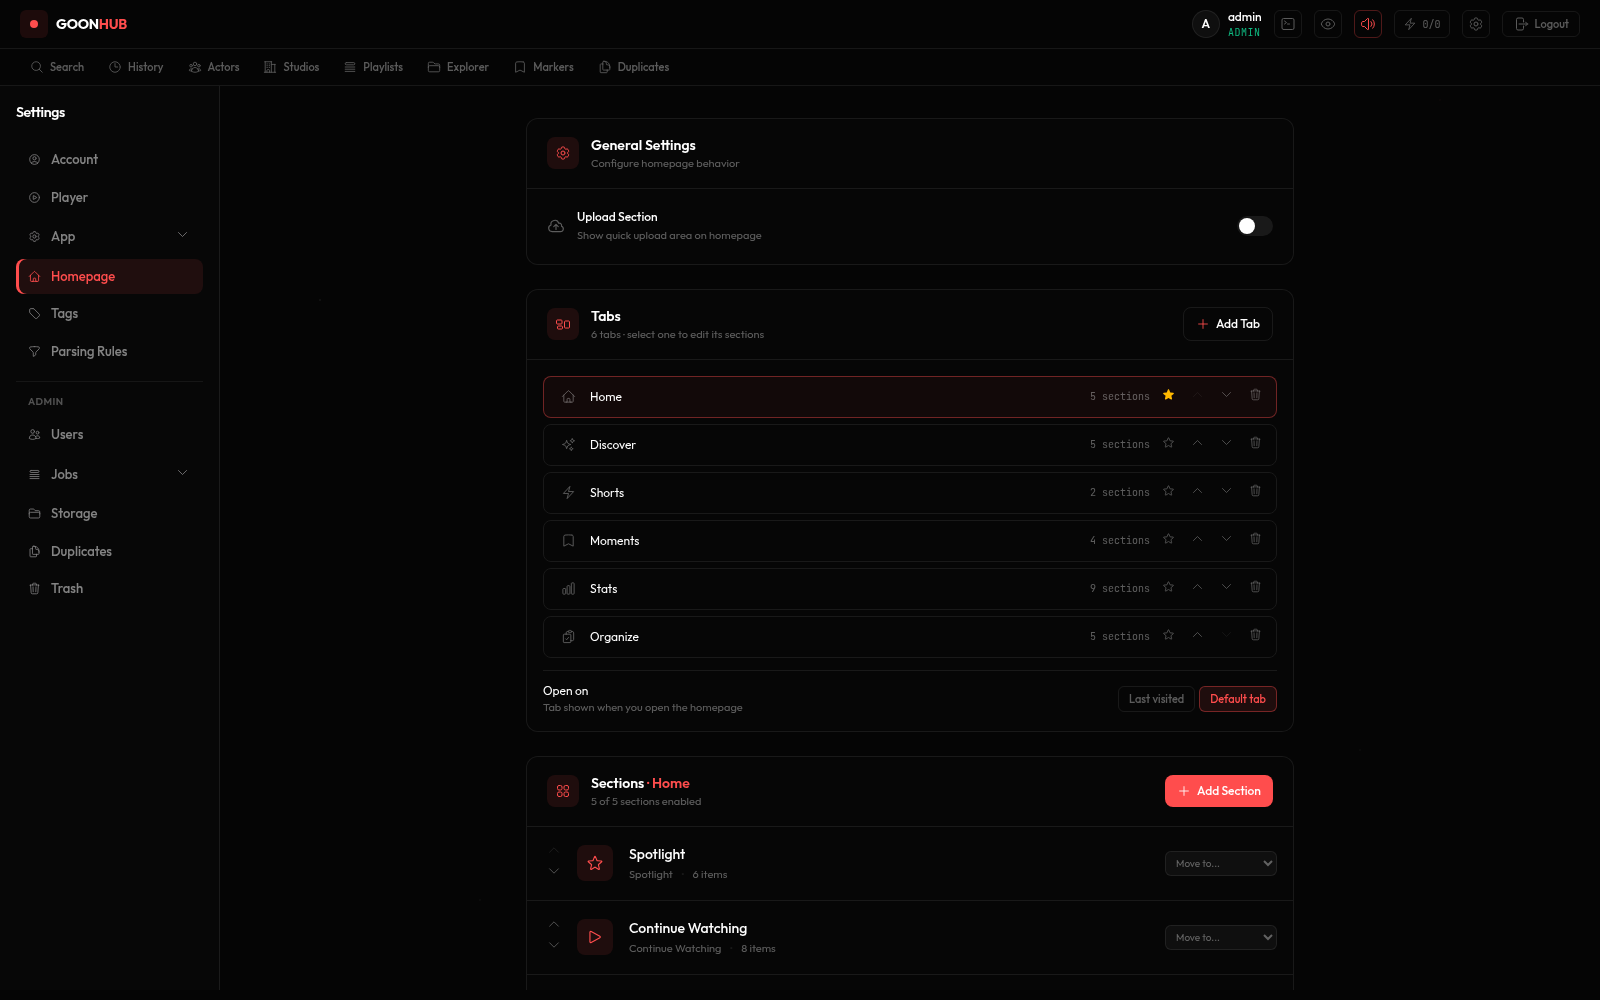 GOONHUB
A
admin
ADMIN
0/0
Logout
Search
History
Actors
Studios
Playlists
Explorer
Markers
Duplicates
Settings
Account
Player
App
Homepage
Tags
Parsing Rules
ADMIN
Users
Jobs
Storage
Duplicates
Trash
General Settings
Configure homepage behavior
Upload Section
Show quick upload area on homepage
Tabs
6 tabs · select one to edit its sections
Add Tab
Home
5 sections
Discover
5 sections
Shorts
2 sections
Moments
4 sections
Stats
9 sections
Organize
5 sections
Open on
Tab shown when you open the homepage
Last visited
Default tab
Sections · Home
5 of 5 sections enabled
Add Section
Spotlight
Spotlight · 6 items
Move to...
Continue Watching
Continue Watching · 8 items
Move to...